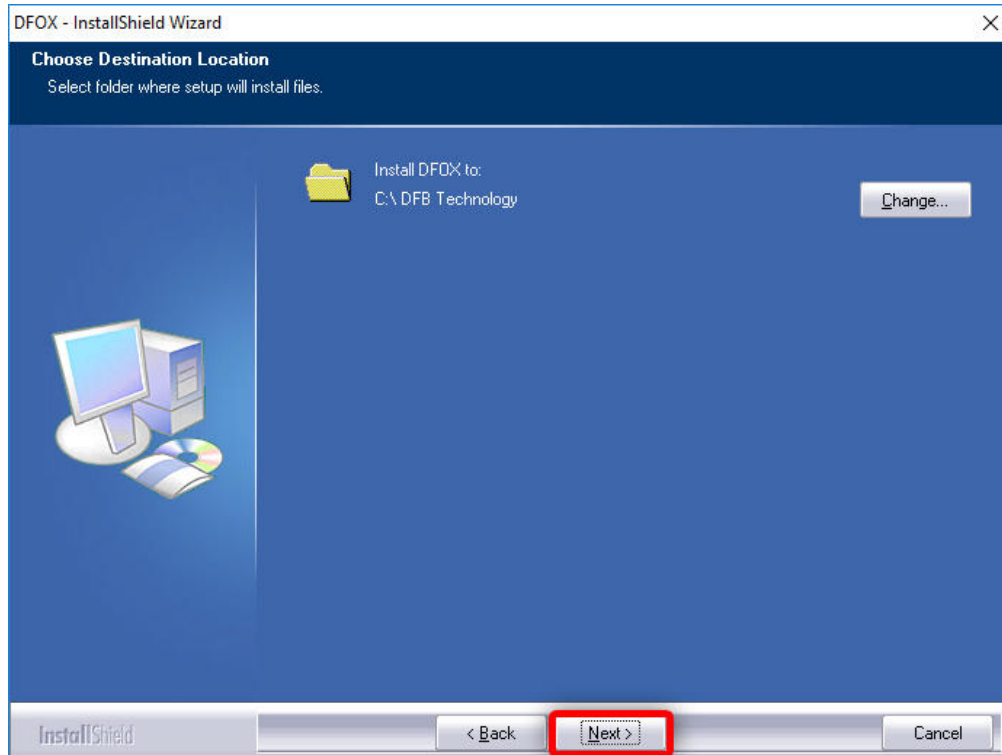 DFOX - InstallShield Wizard
Choose Destination Location
Select folder where setup will install files.
Install DFOX to:
C:\ DFB Technology
Change...
InstallShield
< Back
Next >
Cancel